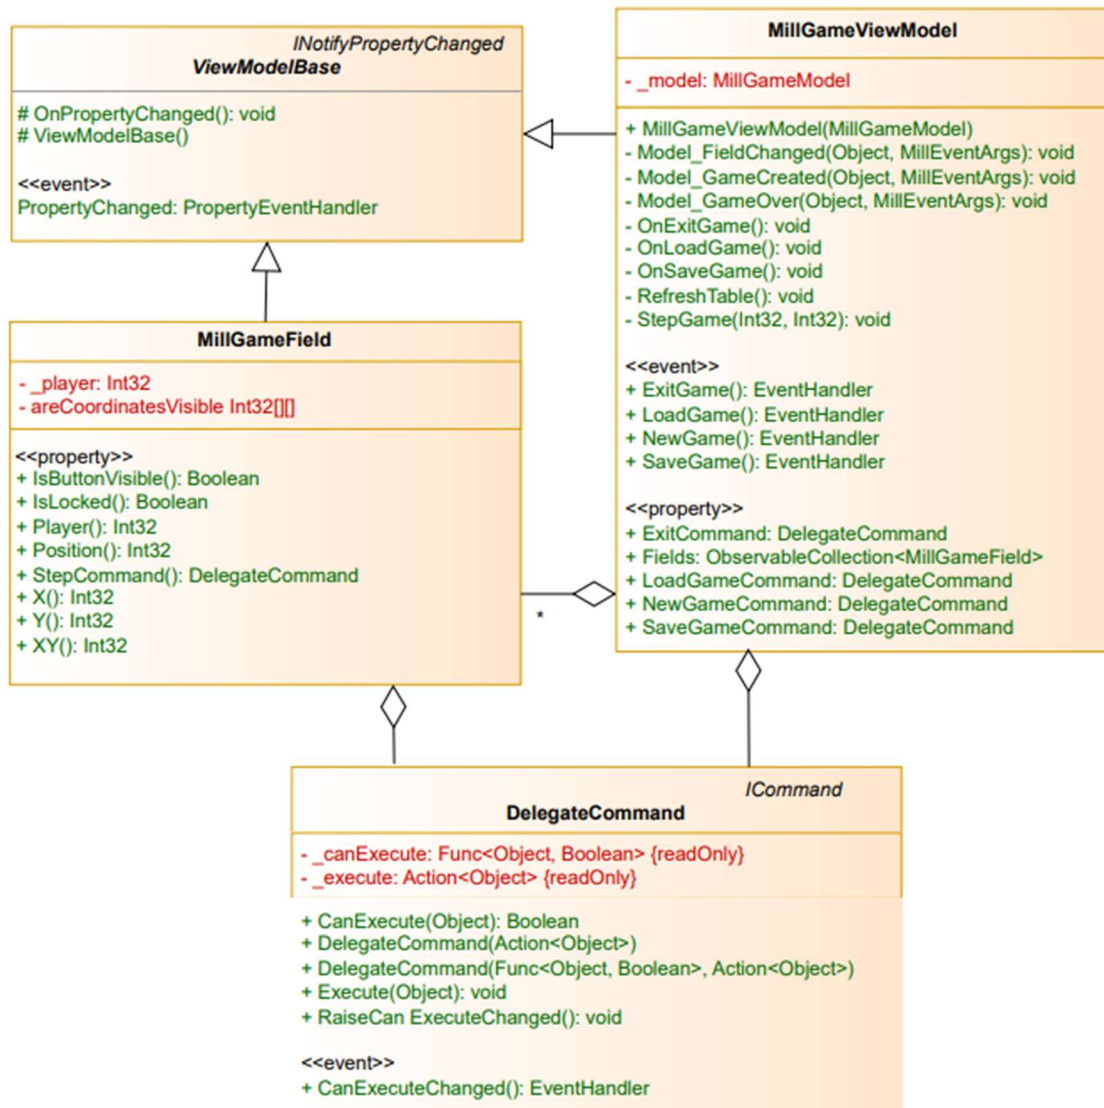 INotifyPropertyChanged
ViewModelBase
# OnPropertyChanged(): void
# ViewModelBase()
<<event>>
PropertyChanged: PropertyEventHandler
MillGameViewModel
- _model: MillGameModel
+ MillGameViewModel(MillGameModel)
- Model_FieldChanged(Object, MillEventArgs): void
- Model_GameCreated(Object, MillEventArgs): void
- Model_GameOver(Object, MillEventArgs): void
- OnExitGame(): void
- OnLoadGame(): void
- OnSaveGame(): void
- RefreshTable(): void
- StepGame(Int32, Int32): void
<<event>>
+ ExitGame(): EventHandler
+ LoadGame(): EventHandler
+ NewGame(): EventHandler
+ SaveGame(): EventHandler
<<property>>
+ ExitCommand: DelegateCommand
+ Fields: ObservableCollection<MillGameField>
+ LoadGameCommand: DelegateCommand
+ NewGameCommand: DelegateCommand
+ SaveGameCommand: DelegateCommand
MillGameField
- _player: Int32
- areCoordinatesVisible Int32[][]
<<property>>
+ IsButtonVisible(): Boolean
+ IsLocked(): Boolean
+ Player(): Int32
+ Position(): Int32
+ StepCommand(): DelegateCommand
+ X(): Int32
+ Y(): Int32
+ XY(): Int32
*
ICommand
DelegateCommand
- _canExecute: Func<Object, Boolean> {readOnly}
- _execute: Action<Object> {readOnly}
+ CanExecute(Object): Boolean
+ DelegateCommand(Action<Object>)
+ DelegateCommand(Func<Object, Boolean>, Action<Object>)
+ Execute(Object): void
+ RaiseCan ExecuteChanged(): void
<<event>>
+ CanExecuteChanged(): EventHandler